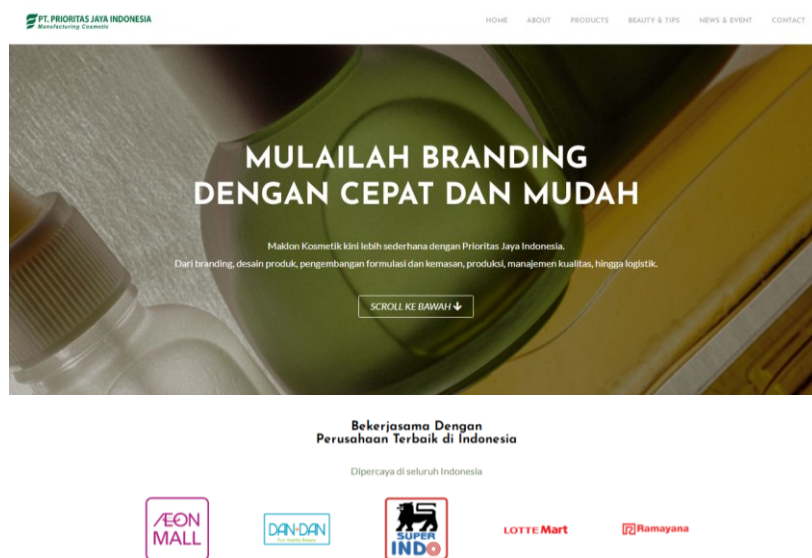 PT. PRIORITAS JAYA INDONESIA
Manufacturing Cosmetic
HOME ABOUT PRODUCTS BEAUTY & TIPS NEWS & EVENT CONTACT
MULAILAH BRANDING
DENGAN CEPAT DAN MUDAH
Maklon Kosmetik kini lebih sederhana dengan Prioritas Jaya Indonesia.
Dari branding, desain produk, pengembangan formulasi dan kemasan, produksi, manajemen kualitas, hingga logistik.
SCROLL KE BAWAH
Bekerjasama Dengan
Perusahaan Terbaik di Indonesia
Dipercaya di seluruh Indonesia
ÆON
MALL
DAN+DAN
SUPER
INDO
LOTTE Mart
Ramayana